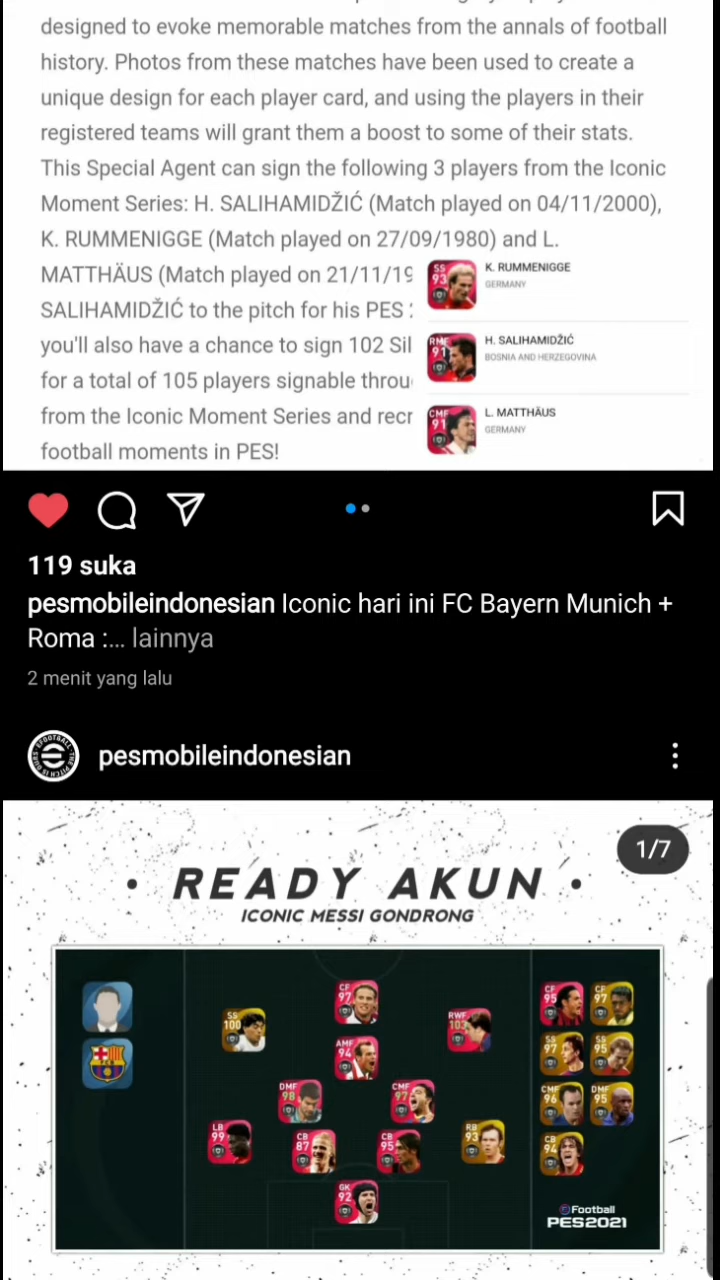 designed to evoke memorable matches from the annals of football
history. Photos from these matches have been used to create a
unique design for each player card, and using the players in their
registered teams will grant them a boost to some of their stats.
This Special Agent can sign the following 3 players from the Iconic
Moment Series: H. SALIHAMIDŽIĆ (Match played on 04/11/2000),
K. RUMMENIGGE (Match played on 27/09/1980) and L.
MATTHÄUS (Match played on 21/11/19
SALIHAMIDŽIĆ to the pitch for his PES
you'll also have a chance to sign 102 Sil
for a total of 105 players signable throu
from the Iconic Moment Series and recr
football moments in PES!
SS
93
K. RUMMENIGGE
GERMANY
RMF
91
H. SALIHAMIDŽIĆ
BOSNIA AND HERZEGOVINA
CMF
91
L. MATTHÄUS
GERMANY
119 suka
pesmobileindonesian Iconic hari ini FC Bayern Munich +
Roma :... lainnya
2 menit yang lalu
pesmobileindonesian
1/7
• READY AKUN •
ICONIC MESSI GONDRONG
CF
97
SS
100
RWF
103
AMF
94
DMF
98
CMF
97
LB
99
CB
87
CB
95
RB
93
GK
92
CF
95
CF
97
SS
97
SS
95
CMF
96
DMF
95
CB
94
eFootball
PES2021